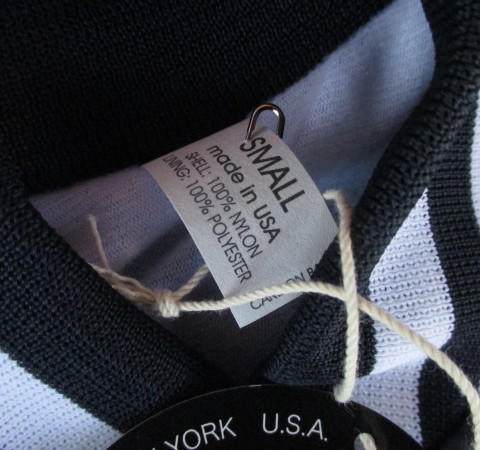 SMALL
made in USA
SHELL: 100% NYLON
LINING: 100% POLYESTER
YORK U.S.A.